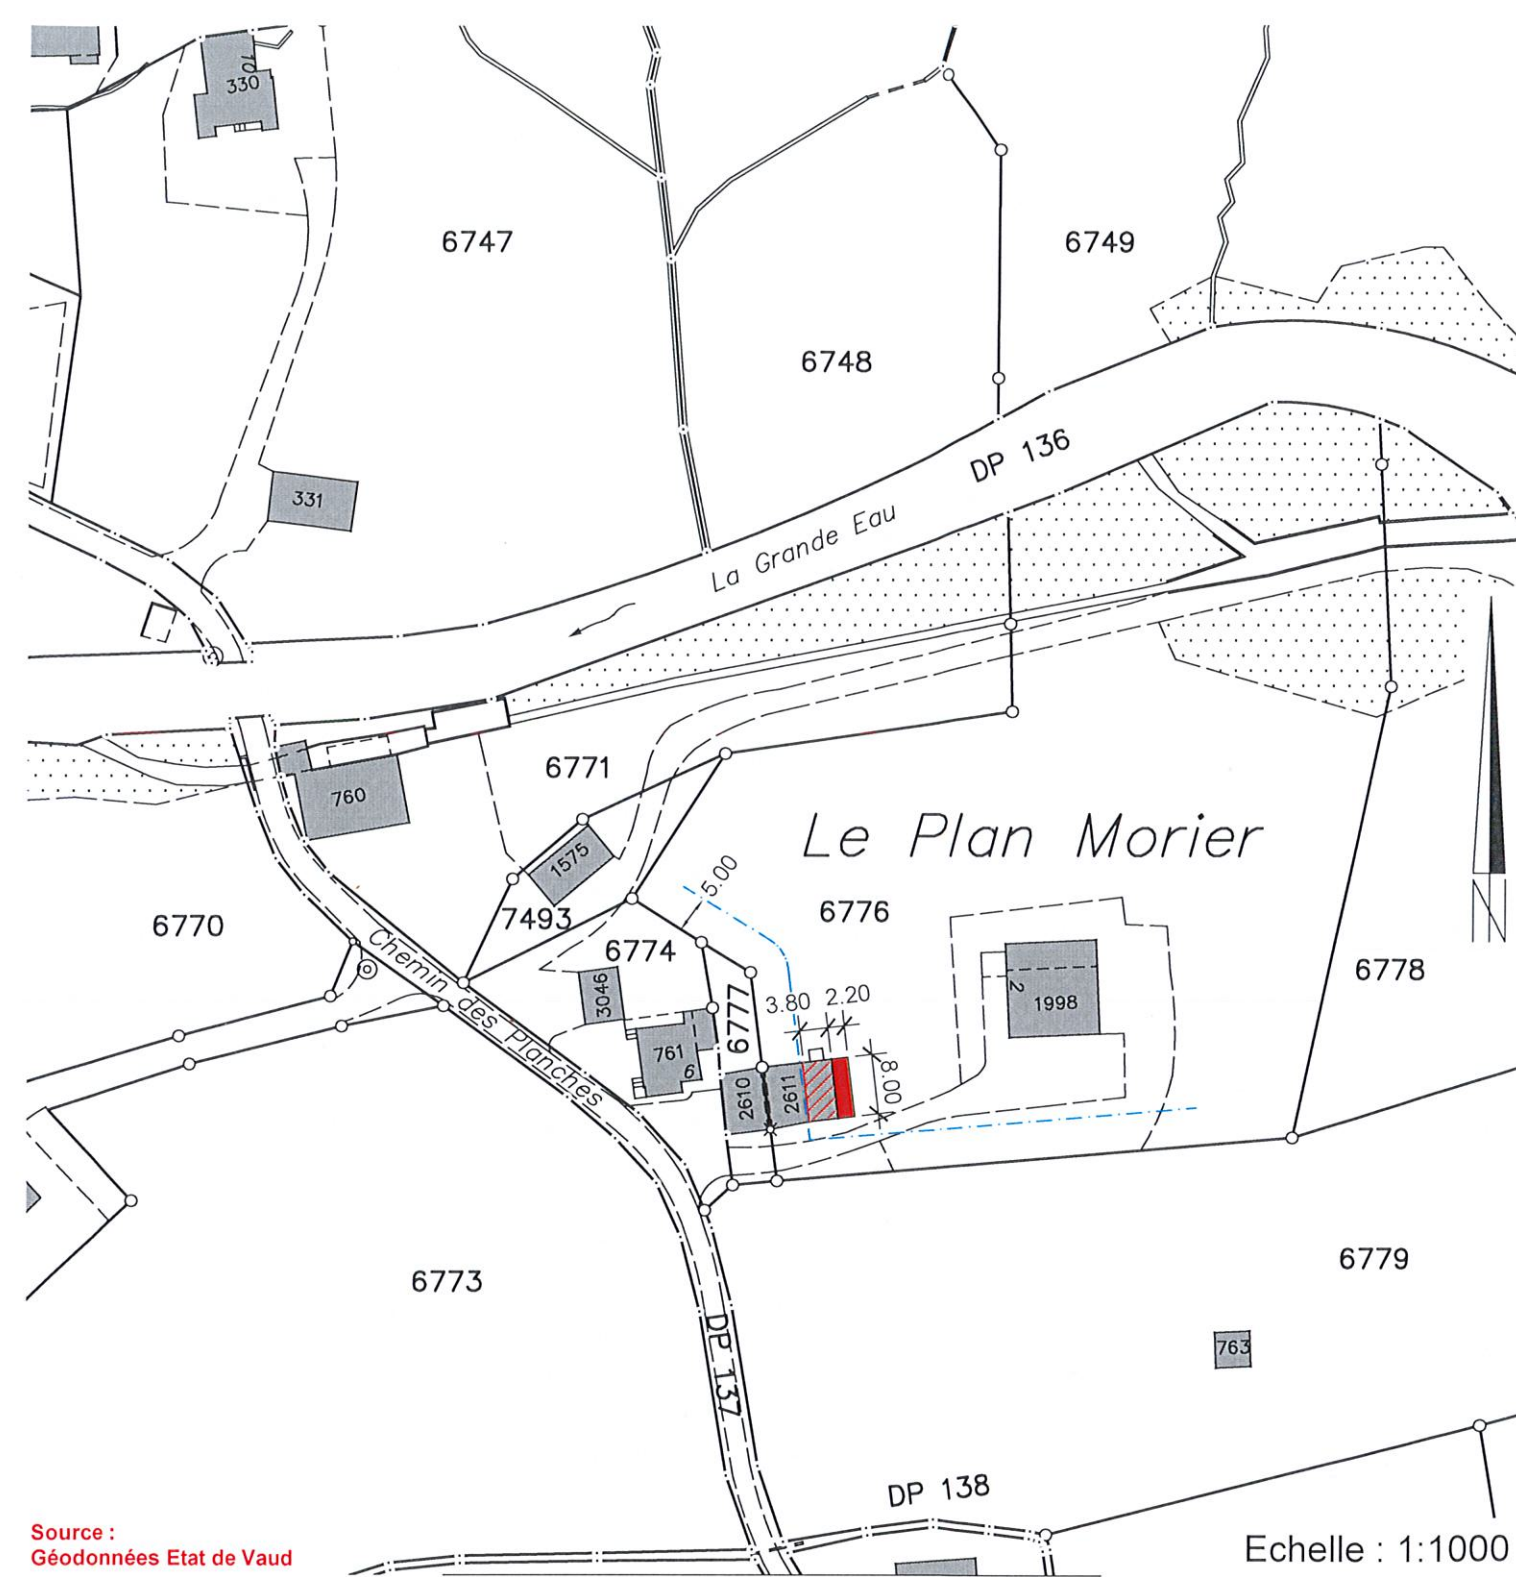 10
330
6747
6749
6748
DP 136
331
La Grande Eau
6771
760
Le Plan Morier
1575
5.00
7493
6776
6770
6774
Chemin des Planches
3046
6777
3.80
2.20
2
1998
6778
761
6
2610
2611
8.00
N
6773
6779
DP 137
763
DP 138
Source :
Géodonnées Etat de Vaud
Echelle : 1:1000